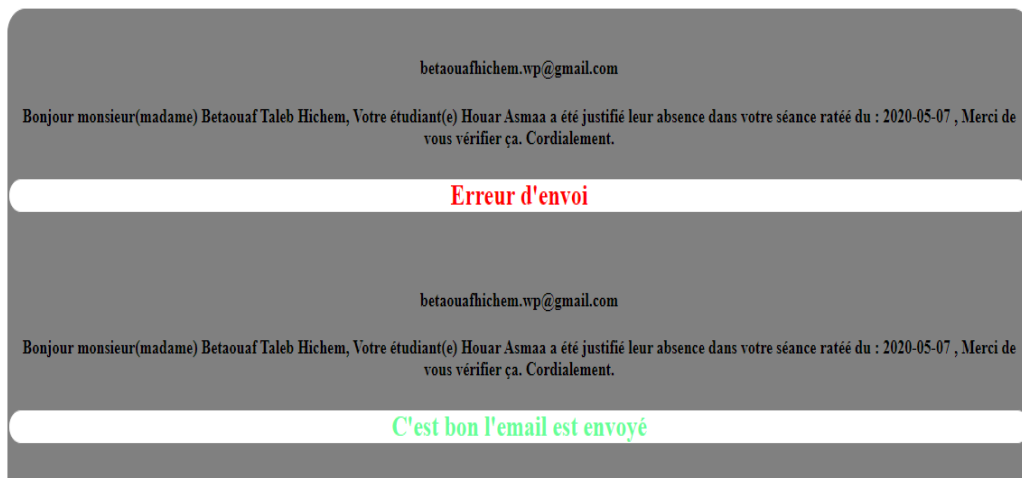 betaouafhichem.wp@gmail.com
Bonjour monsieur(madame) Betaouaf Taleb Hichem, Votre étudiant(e) Houar Asmaa a été justifié leur absence dans votre séance ratéé du : 2020-05-07 , Merci de
vous vérifier ça. Cordialement.
Erreur d'envoi
betaouafhichem.wp@gmail.com
Bonjour monsieur(madame) Betaouaf Taleb Hichem, Votre étudiant(e) Houar Asmaa a été justifié leur absence dans votre séance ratéé du : 2020-05-07 , Merci de
vous vérifier ça. Cordialement.
C'est bon l'email est envoyé